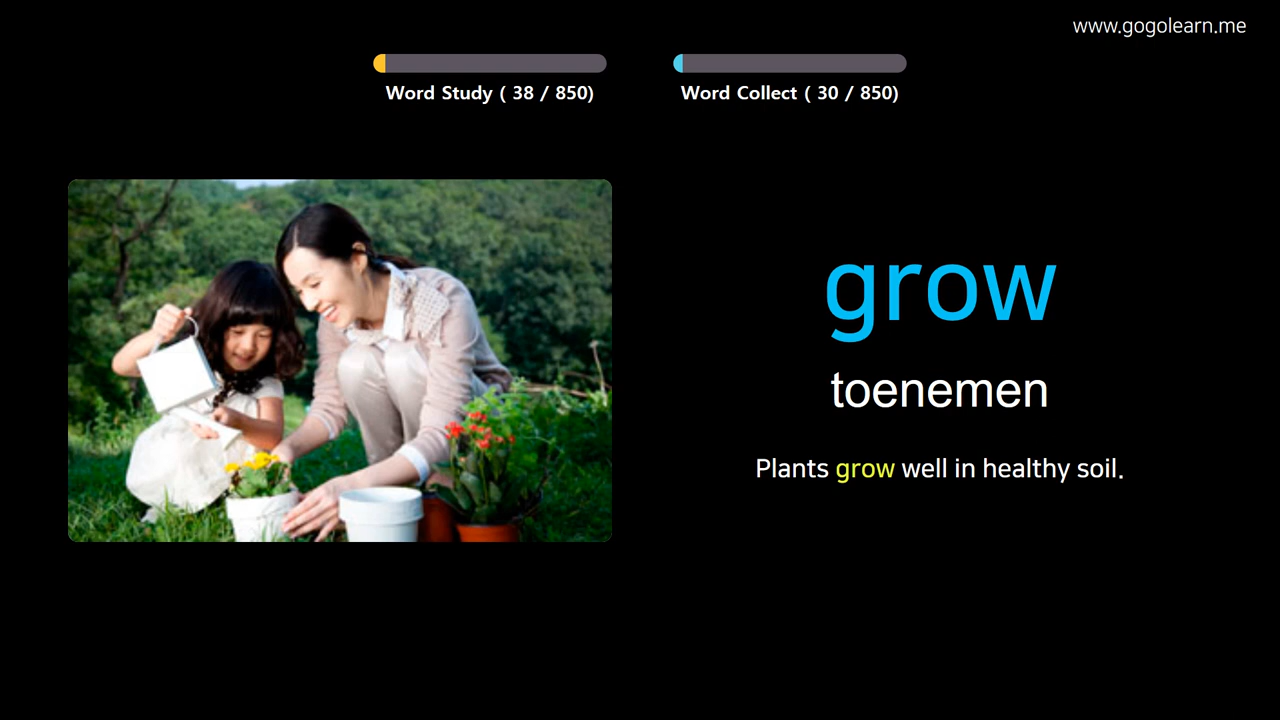 www.gogolearn.me
Word Study ( 38 / 850)
Word Collect ( 30 / 850)
grow
toenemen
Plants grow well in healthy soil.